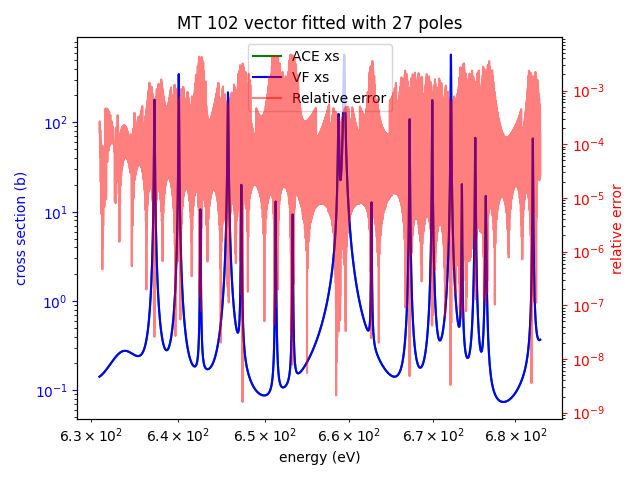 MT 102 vector fitted with 27 poles
ACE xs
VF xs
Relative error
cross section (b)
10²
10¹
10⁰
10⁻¹
relative error
10⁻³
10⁻⁴
10⁻⁵
10⁻⁶
10⁻⁷
10⁻⁸
10⁻⁹
6.3 × 10² 6.4 × 10² 6.5 × 10² 6.6 × 10² 6.7 × 10² 6.8 × 10²
energy (eV)